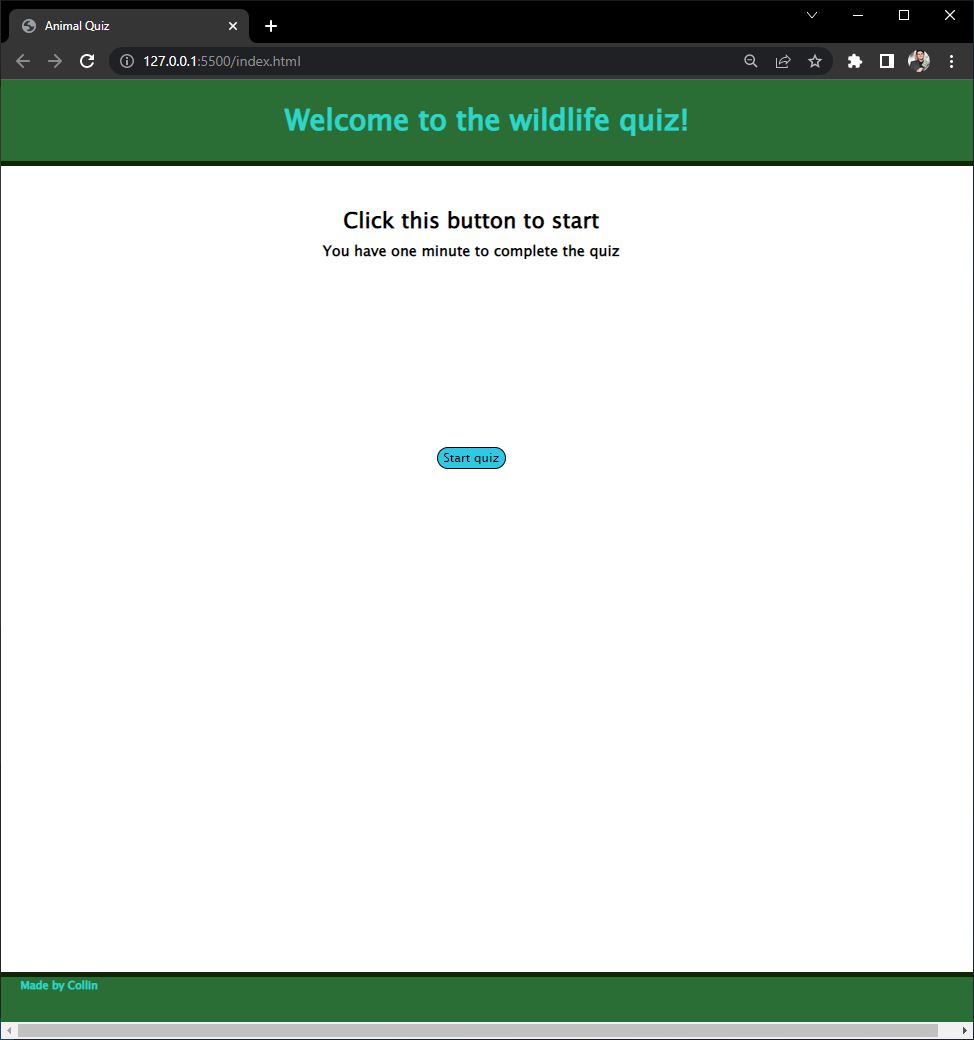 Animal Quiz
127.0.0.1:5500/index.html
Welcome to the wildlife quiz!
Click this button to start
You have one minute to complete the quiz
Start quiz
Made by Collin